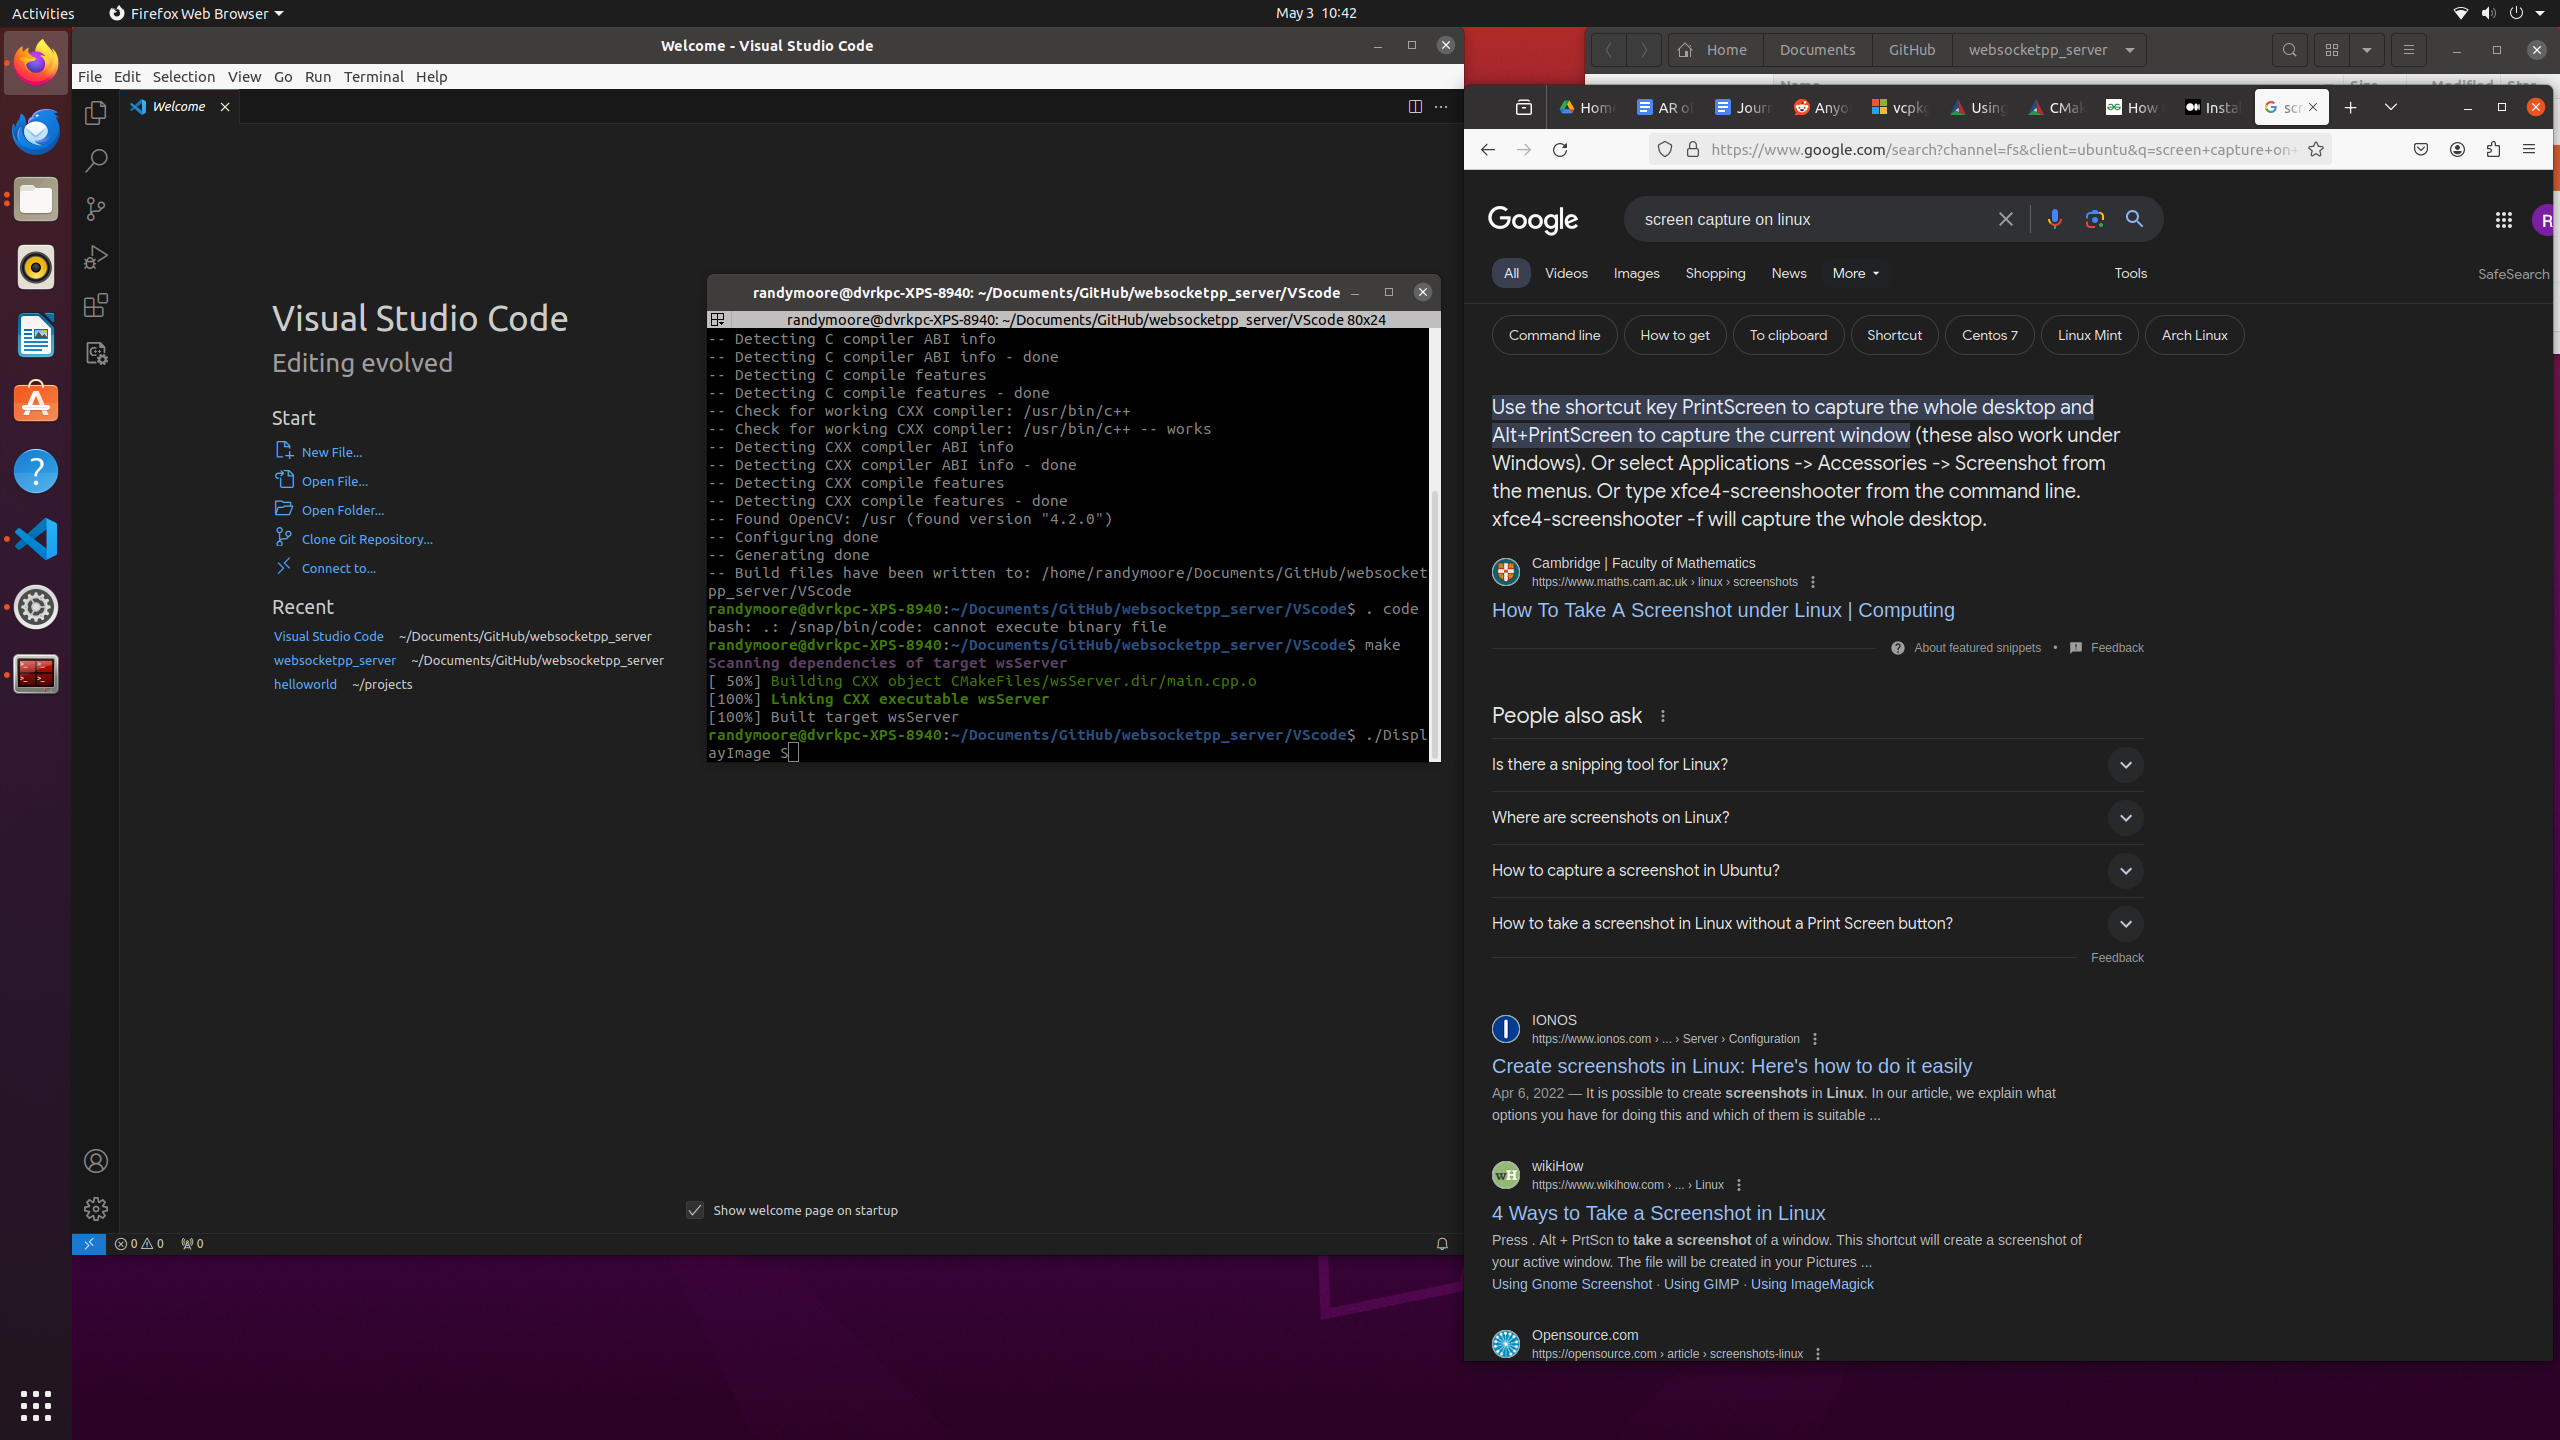 Activities
Firefox Web Browser
May 3 10:42
Welcome - Visual Studio Code
File Edit Selection View Go Run Terminal Help
Welcome
Visual Studio Code
Editing evolved
Start
New File...
Open File...
Open Folder...
Clone Git Repository...
Connect to...
Recent
Visual Studio Code ~/Documents/GitHub/websocketpp_server
websocketpp_server ~/Documents/GitHub/websocketpp_server
helloworld ~/projects
Show welcome page on startup
0 0 0
randymoore@dvrkpc-XPS-8940: ~/Documents/GitHub/websocketpp_server/VScode
randymoore@dvrkpc-XPS-8940: ~/Documents/GitHub/websocketpp_server/VScode 80x24
-- Detecting C compiler ABI info
-- Detecting C compiler ABI info - done
-- Detecting C compile features
-- Detecting C compile features - done
-- Check for working CXX compiler: /usr/bin/c++
-- Check for working CXX compiler: /usr/bin/c++ -- works
-- Detecting CXX compiler ABI info
-- Detecting CXX compiler ABI info - done
-- Detecting CXX compile features
-- Detecting CXX compile features - done
-- Found OpenCV: /usr (found version "4.2.0")
-- Configuring done
-- Generating done
-- Build files have been written to: /home/randymoore/Documents/GitHub/websocket
pp_server/VScode
randymoore@dvrkpc-XPS-8940:~/Documents/GitHub/websocketpp_server/VScode$ . code
bash: .: /snap/bin/code: cannot execute binary file
randymoore@dvrkpc-XPS-8940:~/Documents/GitHub/websocketpp_server/VScode$ make
Scanning dependencies of target wsServer
[ 50%] Building CXX object CMakeFiles/wsServer.dir/main.cpp.o
[100%] Linking CXX executable wsServer
[100%] Built target wsServer
randymoore@dvrkpc-XPS-8940:~/Documents/GitHub/websocketpp_server/VScode$ ./Displ
ayImage S
Home Documents GitHub websocketpp_server
Name Size Modified Star
Home AR o Journ Anyo vcpkg Using CMak How Instal scr
https://www.google.com/search?channel=fs&client=ubuntu&q=screen+capture+on+
Google
screen capture on linux
R
All Videos Images Shopping News More Tools SafeSearch
Command line How to get To clipboard Shortcut Centos 7 Linux Mint Arch Linux
Use the shortcut key PrintScreen to capture the whole desktop and
Alt+PrintScreen to capture the current window (these also work under
Windows). Or select Applications -> Accessories -> Screenshot from
the menus. Or type xfce4-screenshooter from the command line.
xfce4-screenshooter -f will capture the whole desktop.
Cambridge | Faculty of Mathematics
https://www.maths.cam.ac.uk › linux › screenshots
How To Take A Screenshot under Linux | Computing
About featured snippets • Feedback
People also ask
Is there a snipping tool for Linux?
Where are screenshots on Linux?
How to capture a screenshot in Ubuntu?
How to take a screenshot in Linux without a Print Screen button?
Feedback
IONOS
https://www.ionos.com › ... › Server › Configuration
Create screenshots in Linux: Here's how to do it easily
Apr 6, 2022 — It is possible to create screenshots in Linux. In our article, we explain what
options you have for doing this and which of them is suitable ...
wH
wikiHow
https://www.wikihow.com › ... › Linux
4 Ways to Take a Screenshot in Linux
Press . Alt + PrtScn to take a screenshot of a window. This shortcut will create a screenshot of
your active window. The file will be created in your Pictures ...
Using Gnome Screenshot · Using GIMP · Using ImageMagick
Opensource.com
https://opensource.com › article › screenshots-linux